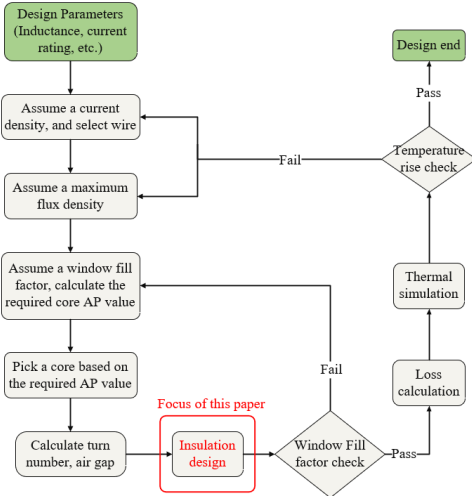 Design Parameters
(Inductance, current
rating, etc.)
Assume a current
density, and select wire
Assume a maximum
flux density
Assume a window fill
factor, calculate the
required core AP value
Pick a core based on
the required AP value
Calculate turn
number, air gap
Focus of this paper
Insulation
design
Window Fill
factor check
Fail
Pass
Loss
calculation
Thermal
simulation
Temperature
rise check
Fail
Pass
Design end